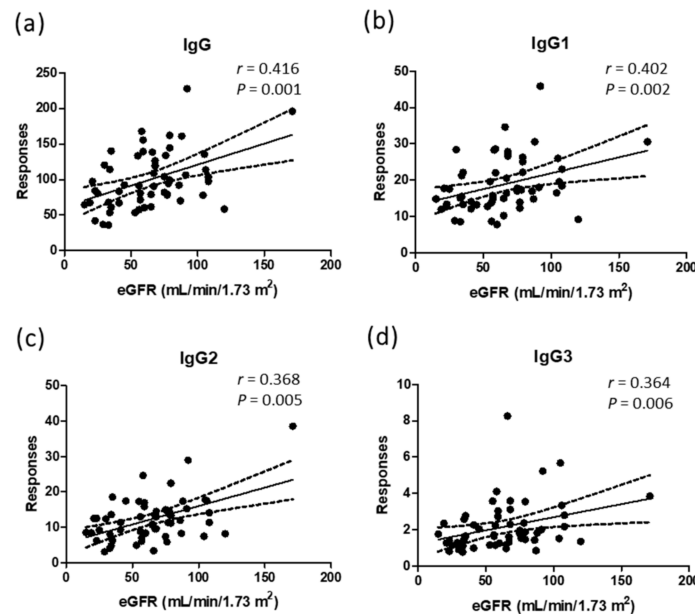 (a)
IgG
r = 0.416
P = 0.001
250
200
150
100
50
0
Responses
0 50 100 150 200
eGFR (mL/min/1.73 m²)
(b)
IgG1
r = 0.402
P = 0.002
50
40
30
20
10
0
Responses
0 50 100 150 200
eGFR (mL/min/1.73 m²)
(c)
IgG2
r = 0.368
P = 0.005
50
40
30
20
10
0
Responses
0 50 100 150 200
eGFR (mL/min/1.73 m²)
(d)
IgG3
r = 0.364
P = 0.006
8
6
4
2
0
Responses
0 50 100 150 200
eGFR (mL/min/1.73 m²)